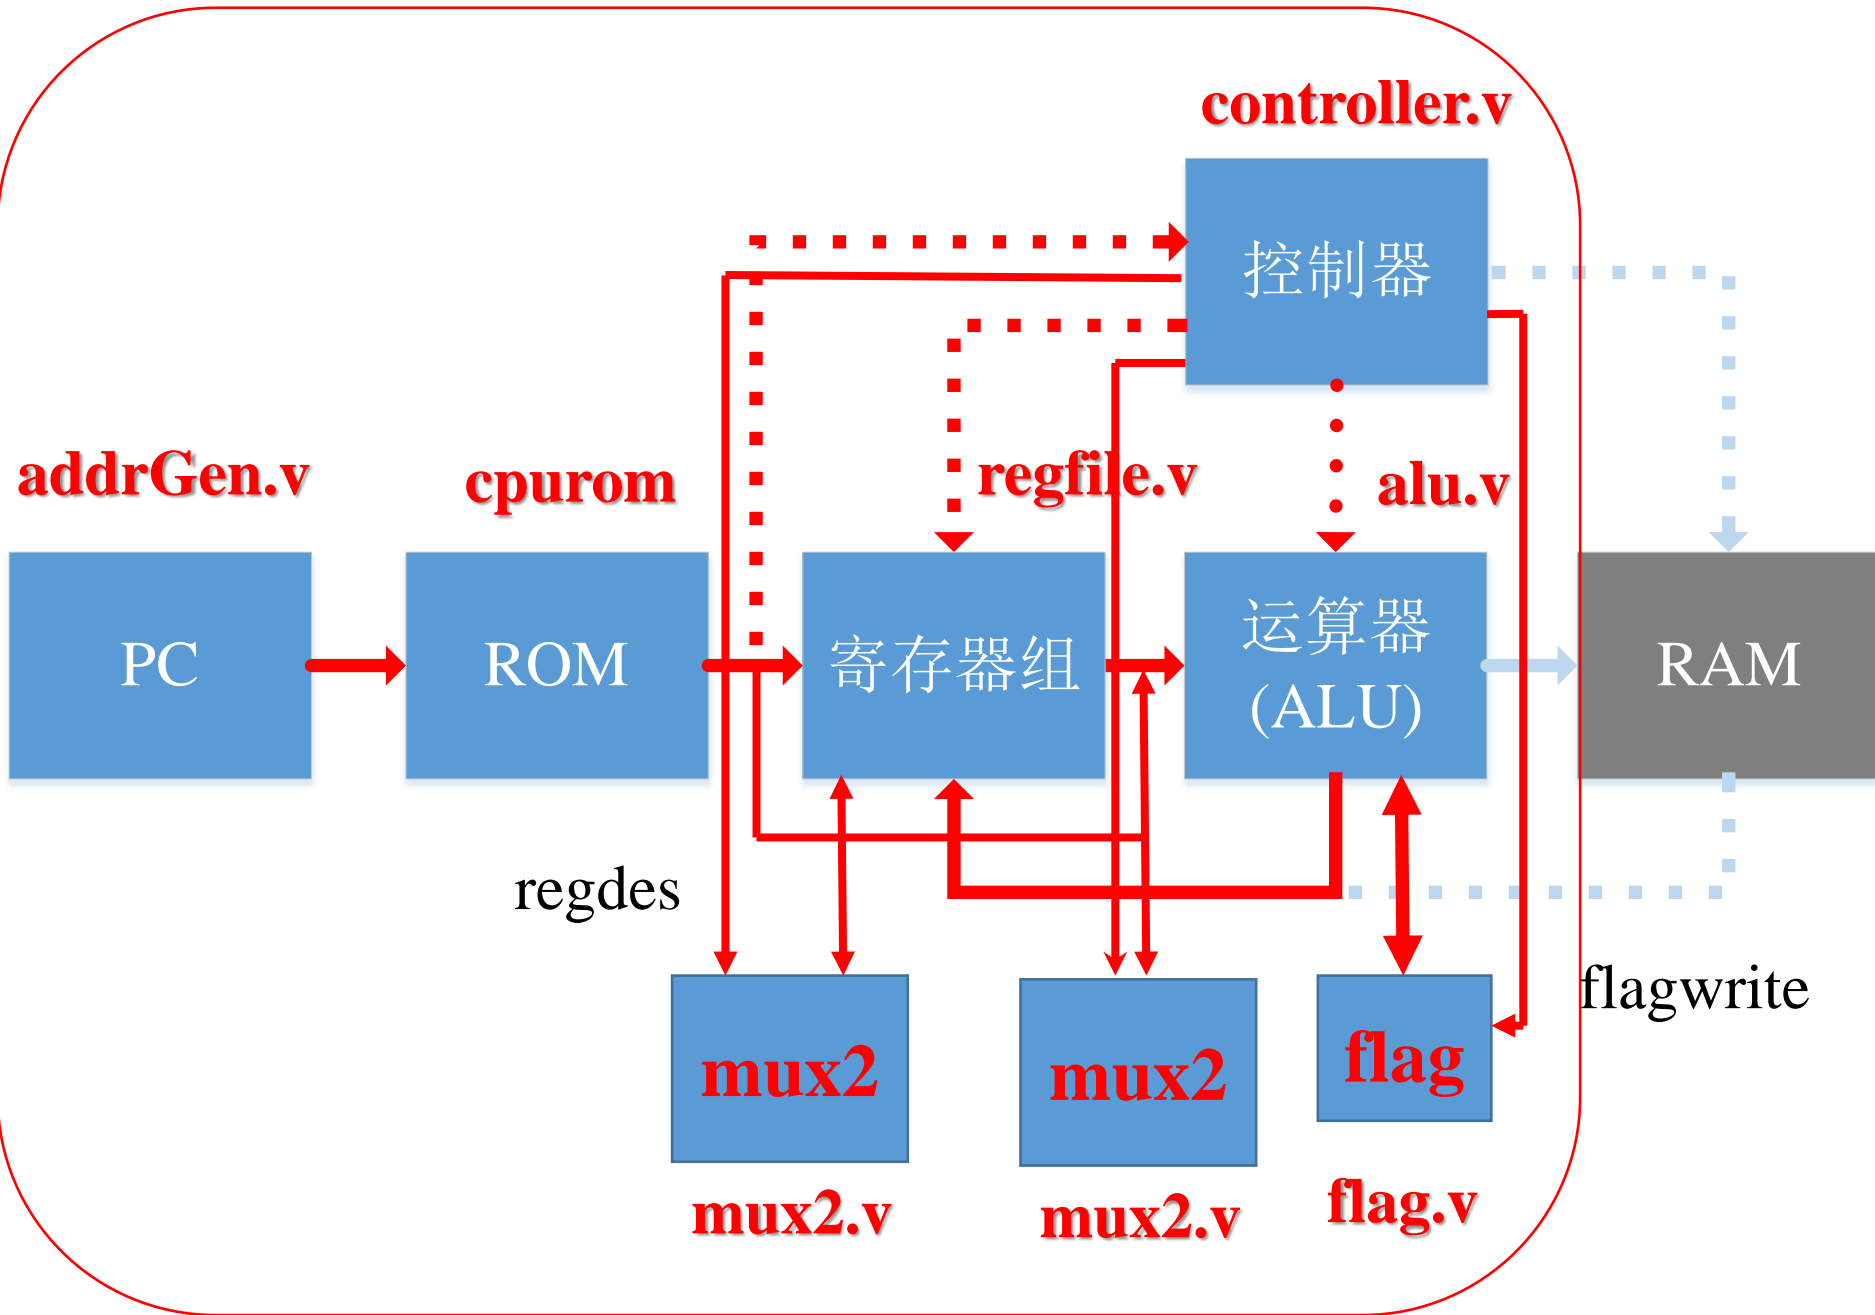 controller.v
控制器
addrGen.v
cpurom
regfile.v
alu.v
PC
ROM
寄存器组
运算器
(ALU)
RAM
regdes
flagwrite
mux2
mux2
flag
mux2.v
mux2.v
flag.v